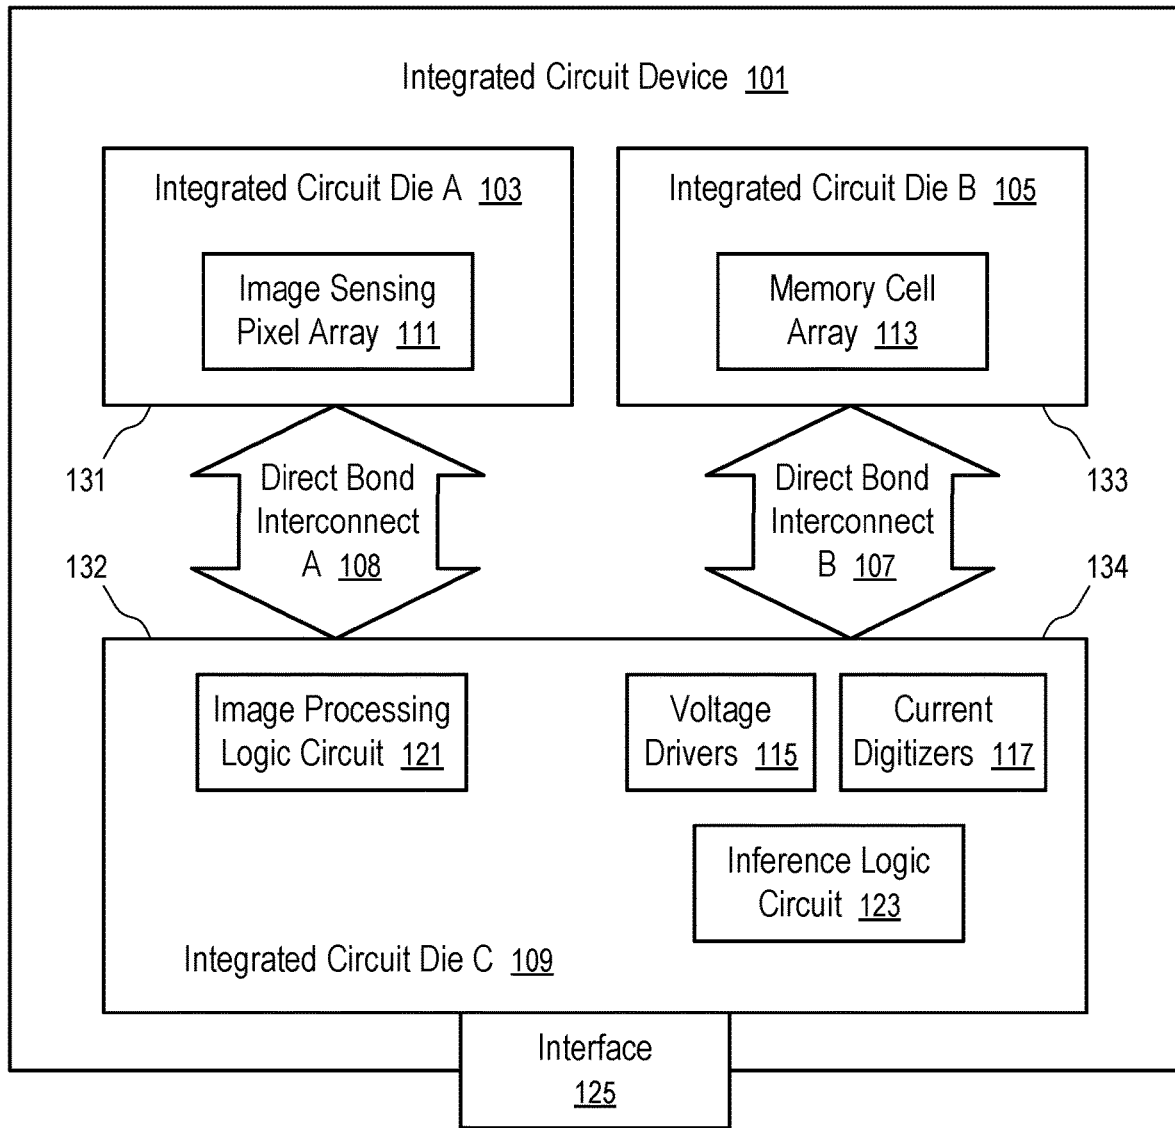 Integrated Circuit Device 101
Integrated Circuit Die A 103
Image Sensing
Pixel Array 111
Integrated Circuit Die B 105
Memory Cell
Array 113
131
Direct Bond
Interconnect
A 108
132
133
Direct Bond
Interconnect
B 107
134
Image Processing
Logic Circuit 121
Voltage
Drivers 115
Current
Digitizers 117
Inference Logic
Circuit 123
Integrated Circuit Die C 109
Interface
125